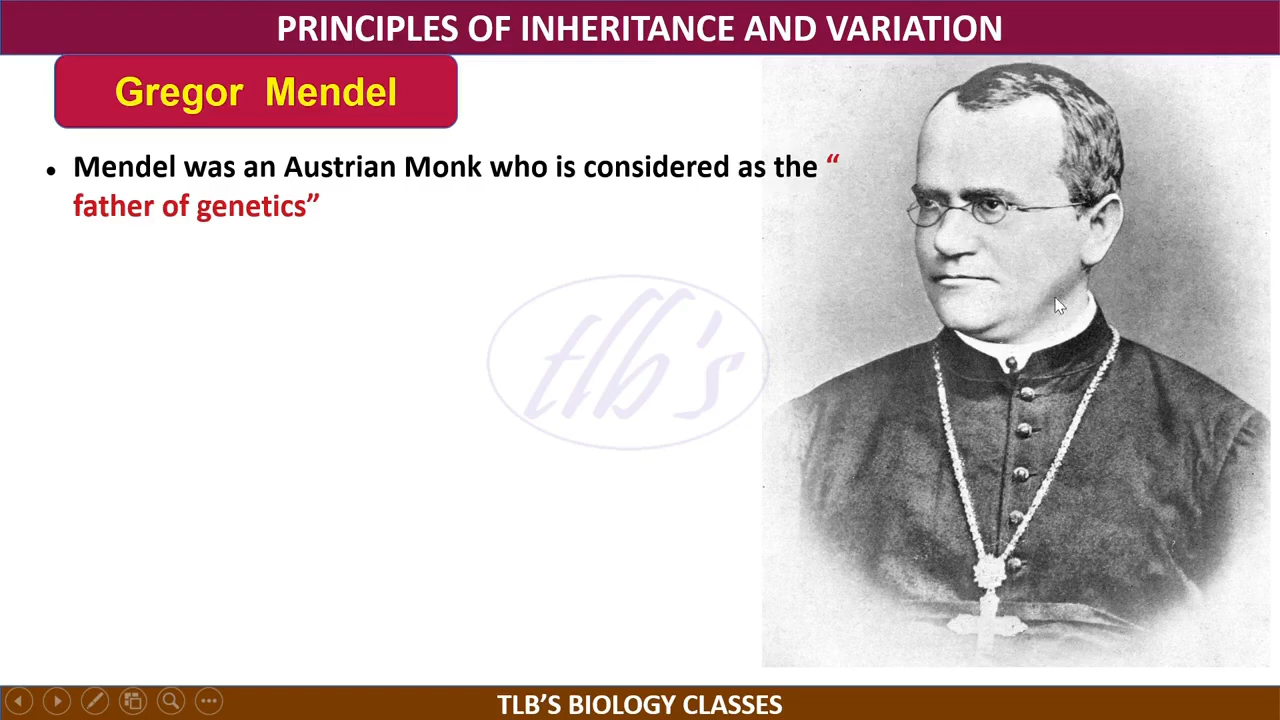 PRINCIPLES OF INHERITANCE AND VARIATION
Gregor Mendel
• Mendel was an Austrian Monk who is considered as the “
father of genetics”
tlb's
TLB’S BIOLOGY CLASSES